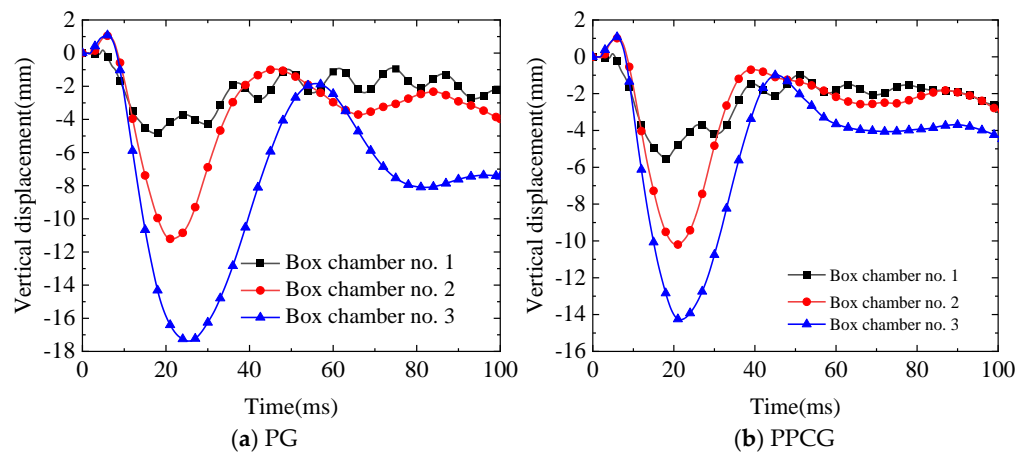 2
0
-2
-4
-6
-8
-10
-12
-14
-16
-18
Vertical displacement(mm)
Box chamber no. 1
Box chamber no. 2
Box chamber no. 3
0 20 40 60 80 100
Time(ms)
(a) PG
2
0
-2
-4
-6
-8
-10
-12
-14
-16
Vertical displacement(mm)
Box chamber no. 1
Box chamber no. 2
Box chamber no. 3
0 20 40 60 80 100
Time(ms)
(b) PPCG